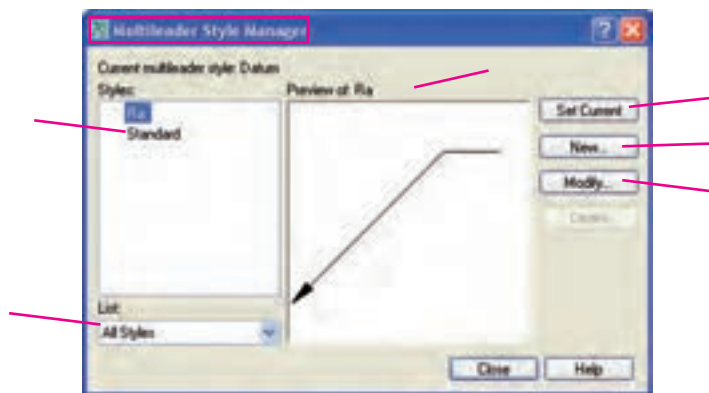 Multileader Style Manager
Current multileader style: Datum
Styles:
Preview of: Ra
Ra
Standard
Set Current
New...
Modify...
List:
All Styles
Close
Help